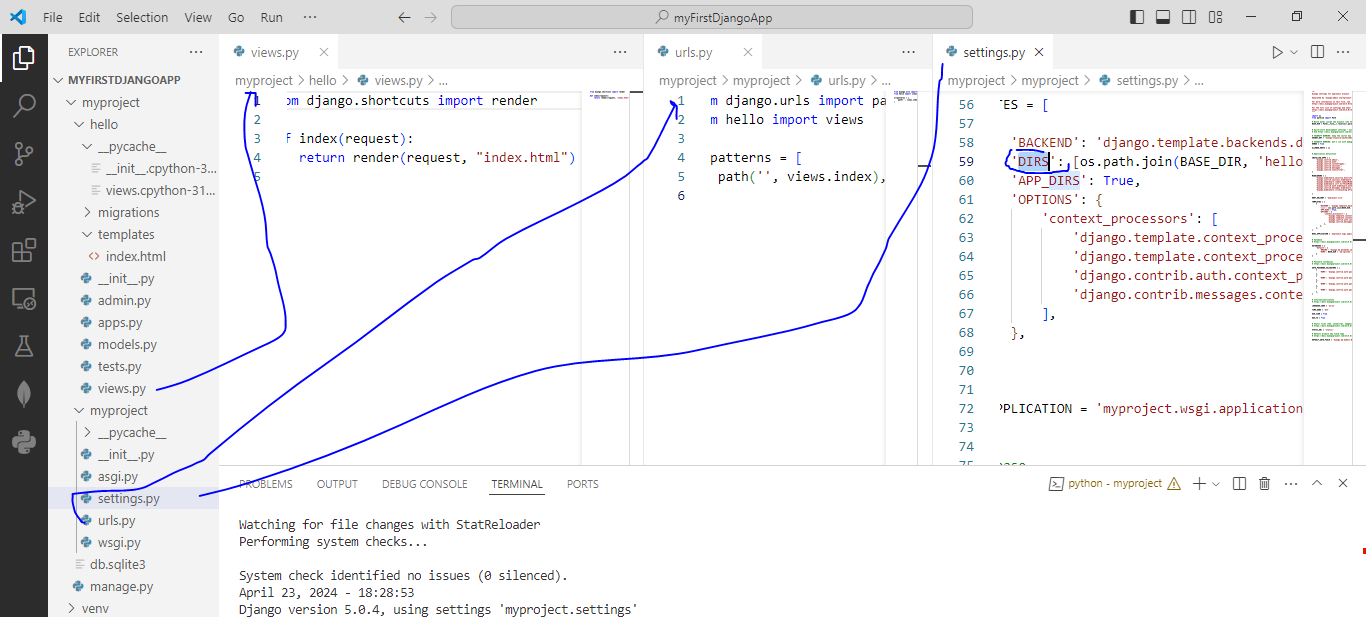 File Edit Selection View Go Run ···
myFirstDjangoApp
EXPLORER ···
MYFIRSTDJANGOAPP
myproject
hello
__pycache__
__init__.cpython-3...
views.cpython-31...
migrations
templates
index.html
__init__.py
admin.py
apps.py
models.py
tests.py
views.py
myproject
__pycache__
__init__.py
asgi.py
settings.py
urls.py
wsgi.py
db.sqlite3
manage.py
venv
views.py
myproject > hello > views.py > ...
1 om django.shortcuts import render
2
3 f index(request):
4 return render(request, "index.html")
5
urls.py
myproject > myproject > urls.py > ...
1 m django.urls import pa
2 m hello import views
3
4 patterns = [
5 path('', views.index),
6
settings.py
myproject > myproject > settings.py > ...
56 TES = [
57
58 'BACKEND': 'django.template.backends.d
59 'DIRS': [os.path.join(BASE_DIR, 'hello
60 'APP_DIRS': True,
61 'OPTIONS': {
62 'context_processors': [
63 'django.template.context_proce
64 'django.template.context_proce
65 'django.contrib.auth.context_p
66 'django.contrib.messages.conte
67 ],
68 },
69
70
71
72 PPLICATION = 'myproject.wsgi.application
73
74
75
PROBLEMS OUTPUT DEBUG CONSOLE TERMINAL PORTS
python - myproject
Watching for file changes with StatReloader
Performing system checks...
System check identified no issues (0 silenced).
April 23, 2024 - 18:28:53
Django version 5.0.4, using settings 'myproject.settings'